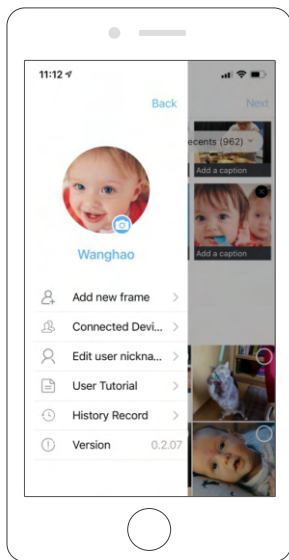 11:12
Back
Next
ecents (962)
Add a caption
Add a caption
Wanghao
Add new frame
Connected Devi...
Edit user nickna...
User Tutorial
History Record
Version 0.2.07